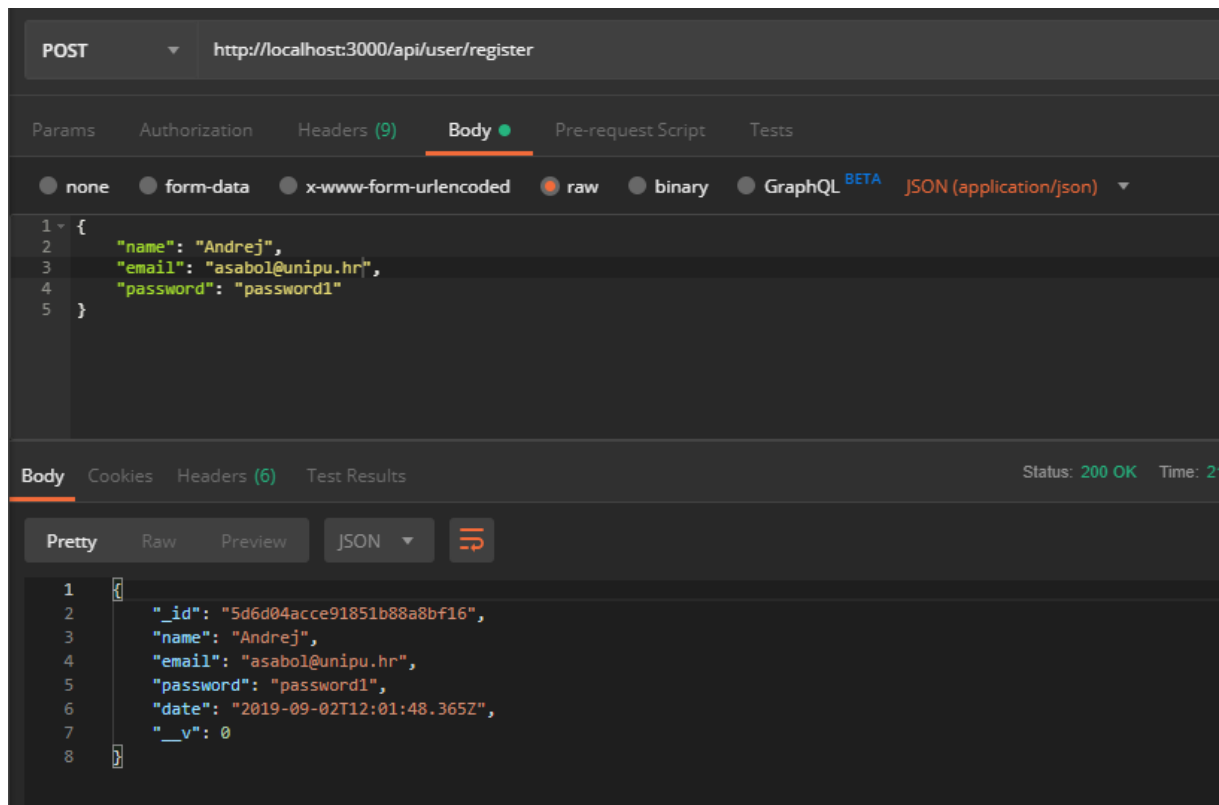 POST http://localhost:3000/api/user/register
Params Authorization Headers (9) Body Pre-request Script Tests
none form-data x-www-form-urlencoded raw binary GraphQL BETA JSON (application/json)
1 {
2 "name": "Andrej",
3 "email": "asabol@unipu.hr",
4 "password": "password1"
5 }
Body Cookies Headers (6) Test Results Status: 200 OK Time: 2
Pretty Raw Preview JSON
1 {
2 "_id": "5d6d04acce91851b88a8bf16",
3 "name": "Andrej",
4 "email": "asabol@unipu.hr",
5 "password": "password1",
6 "date": "2019-09-02T12:01:48.365Z",
7 "__v": 0
8 }